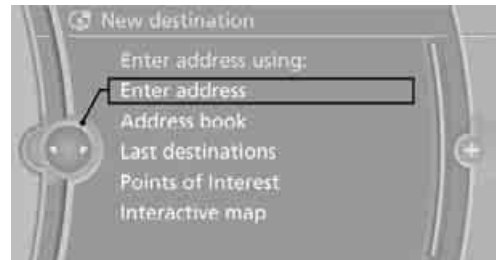 New destination
Enter address using:
Enter address
Address book
Last destinations
Points of Interest
Interactive map